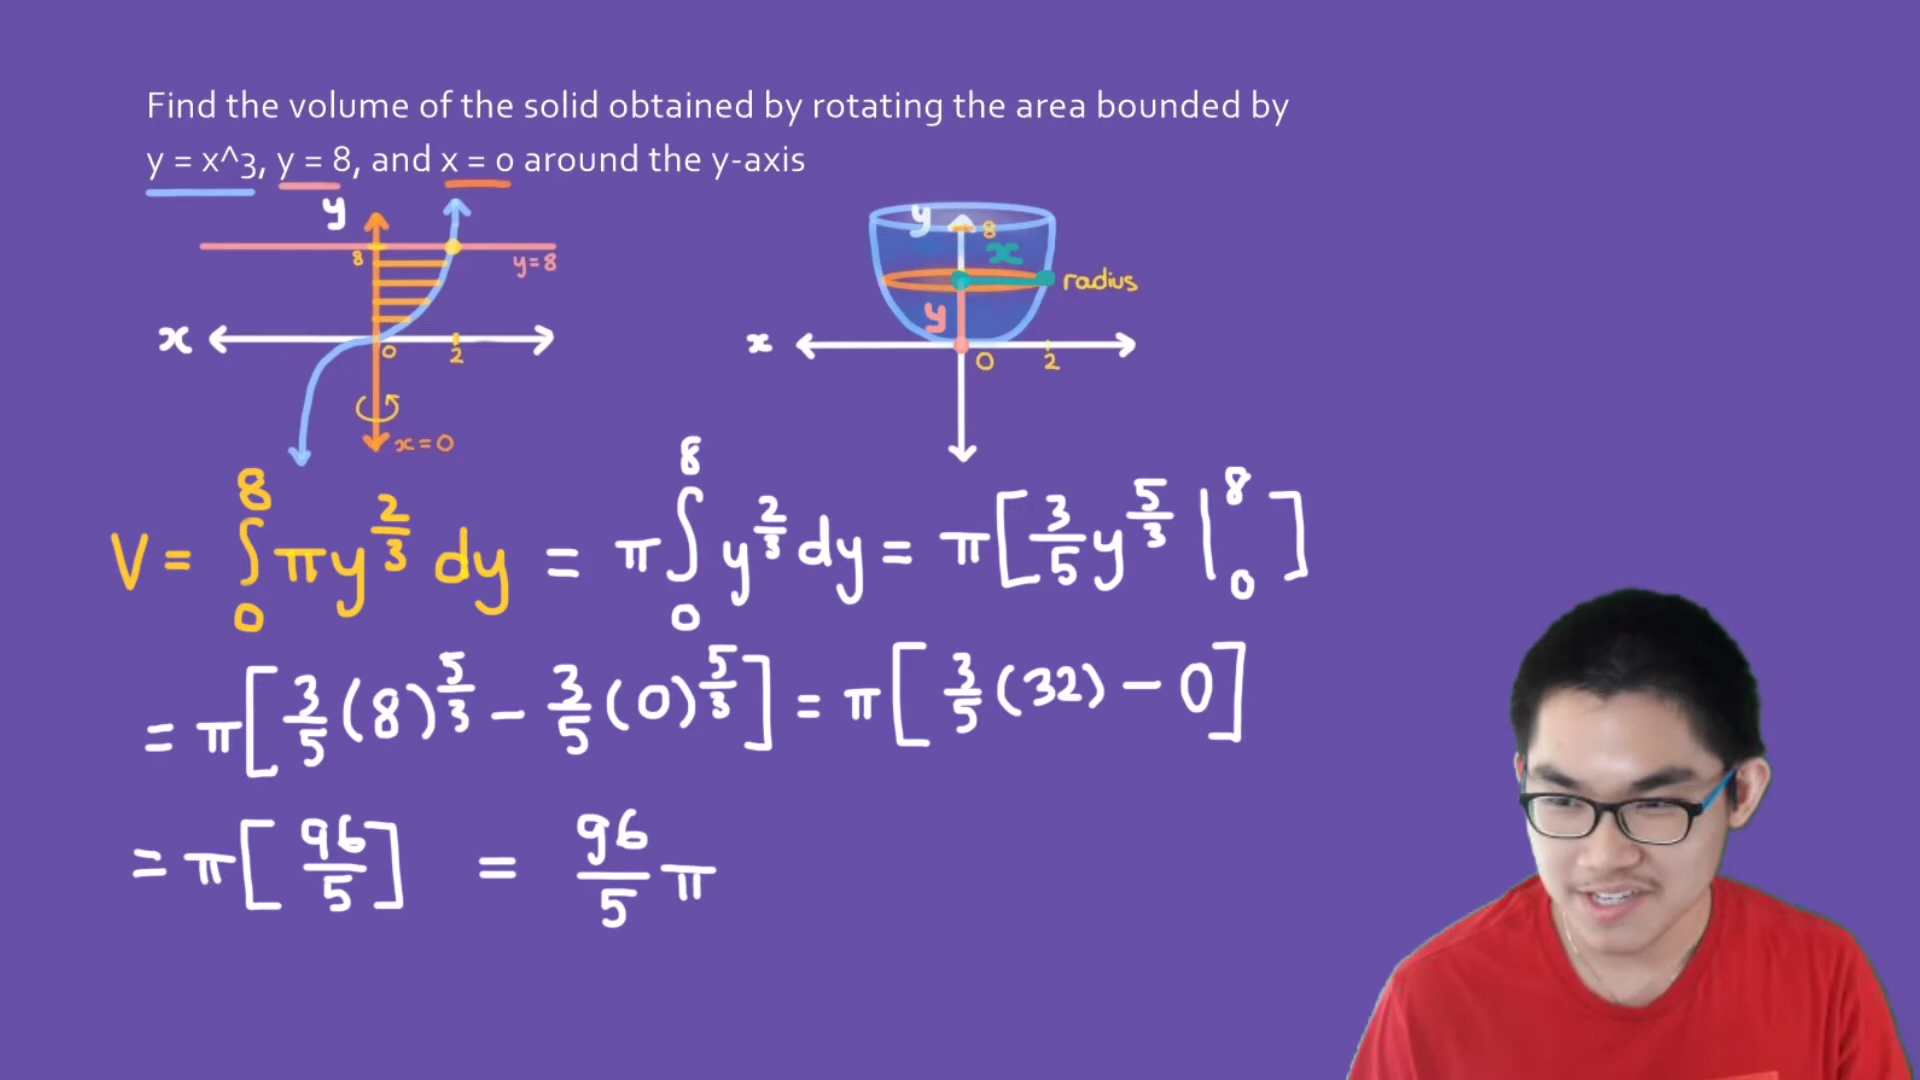 Find the volume of the solid obtained by rotating the area bounded by
y = x^3, y = 8, and x = 0 around the y-axis
y
8
y=8
x
0
2
x=0
y
8
x
radius
y
x
0
2
V = ∫₀⁸ πy^(2/3) dy = π∫₀⁸ y^(2/3) dy = π[3/5 y^(5/3) |₀⁸]
= π[3/5 (8)^(5/3) − 3/5 (0)^(5/3)] = π[3/5 (32) − 0]
= π[96/5] = 96/5 π